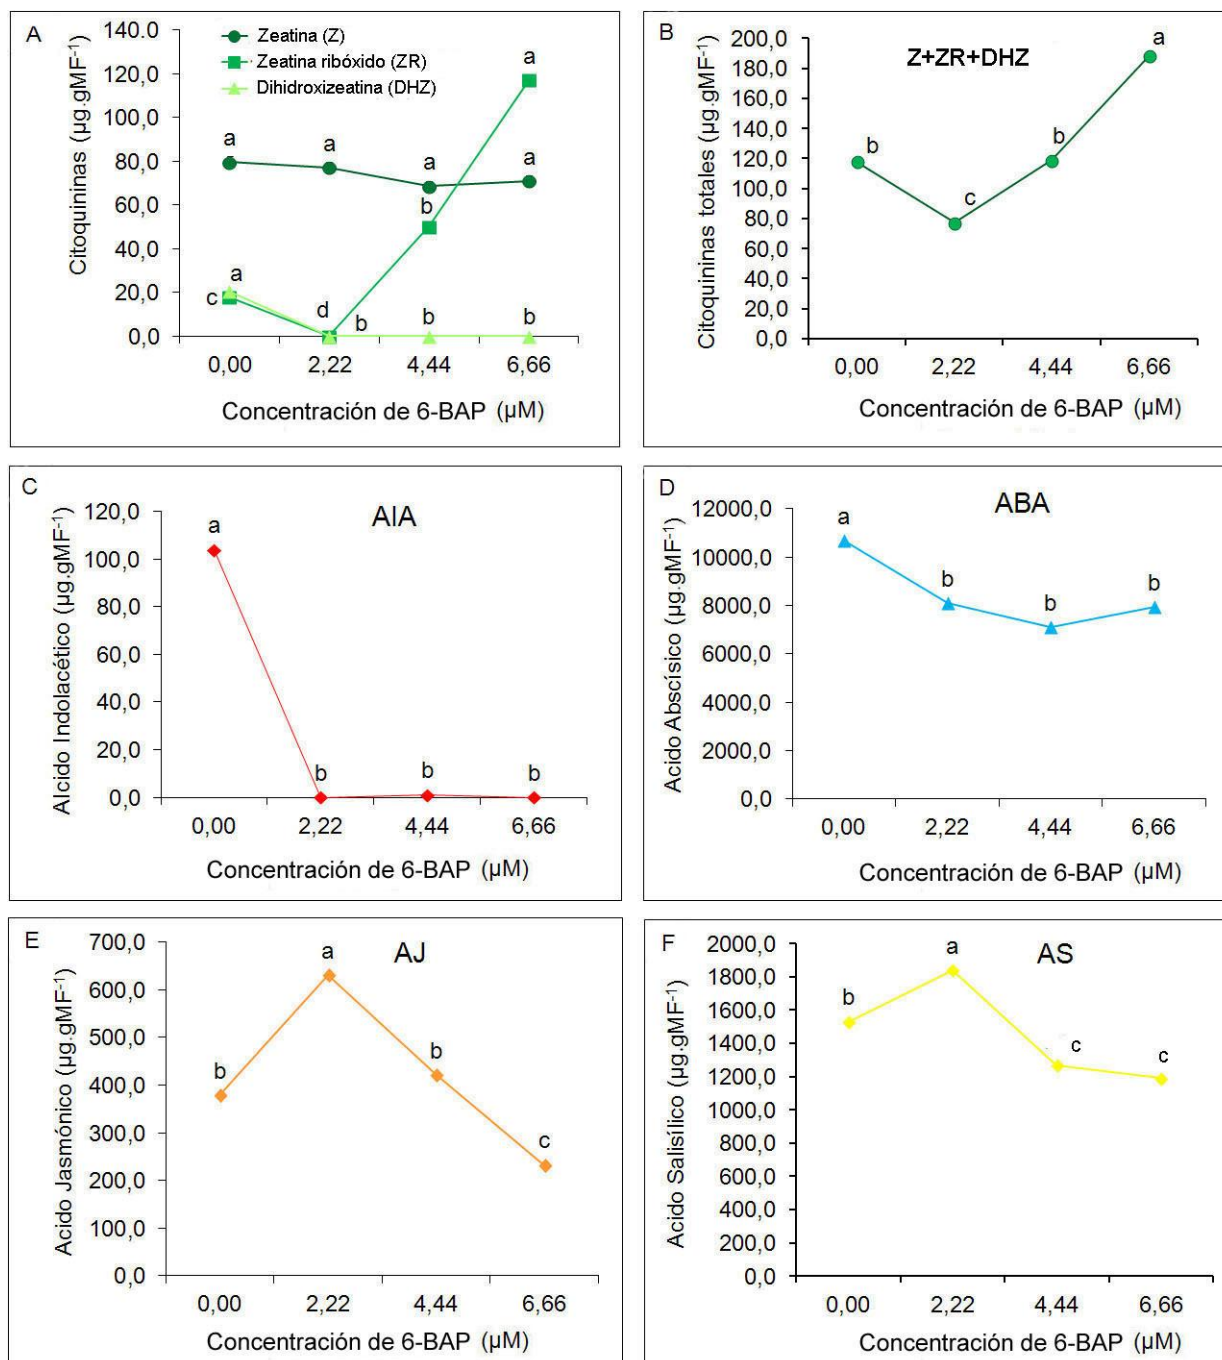 A
Citoquininas (µg.gMF⁻¹)
140.0
120,0
100,0
80,0
60,0
40,0
20,0
0,0
Zeatina (Z)
Zeatina ribóxido (ZR)
Dihidroxizeatina (DHZ)
a
a
a
a
a
b
a
c
d
b
b
b
0,00 2,22 4,44 6,66
Concentración de 6-BAP (µM)
B
Z+ZR+DHZ
Citoquininas totales (µg.gMF⁻¹)
200,0
180,0
160,0
140,0
120,0
100,0
80,0
60,0
40,0
20,0
0,0
b
c
b
a
0,00 2,22 4,44 6,66
Concentración de 6-BAP (µM)
C
AIA
Alcido Indolacético (µg.gMF⁻¹)
120,0
100,0
80,0
60,0
40,0
20,0
0,0
a
b
b
b
0,00 2,22 4,44 6,66
Concentración de 6-BAP (µM)
D
ABA
Acido Abscísico (µg.gMF⁻¹)
12000,0
10000,0
8000,0
6000,0
4000,0
2000,0
0,0
a
b
b
b
0,00 2,22 4,44 6,66
Concentración de 6-BAP (µM)
E
AJ
Acido Jasmónico (µg.gMF⁻¹)
700,0
600,0
500,0
400,0
300,0
200,0
100,0
0,0
b
a
b
c
0,00 2,22 4,44 6,66
Concentración de 6-BAP (µM)
F
AS
Acido Salisílico (µg.gMF⁻¹)
2000,0
1800,0
1600,0
1400,0
1200,0
1000,0
800,0
600,0
400,0
200,0
0,0
b
a
c
c
0,00 2,22 4,44 6,66
Concentración de 6-BAP (µM)